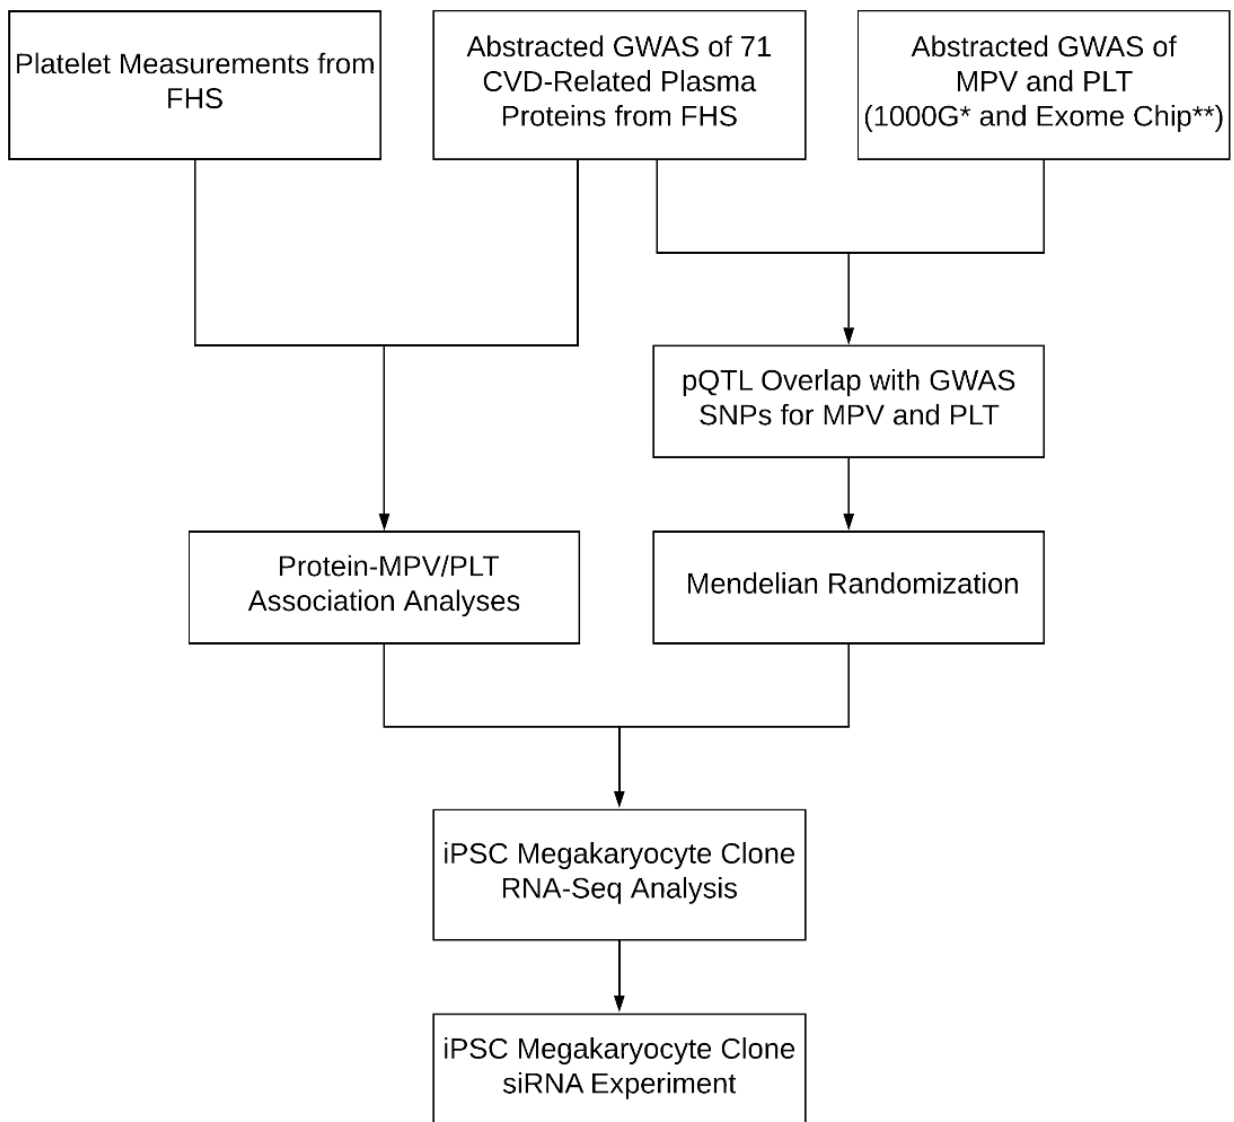 Platelet Measurements from
FHS
Abstracted GWAS of 71
CVD-Related Plasma
Proteins from FHS
Abstracted GWAS of
MPV and PLT
(1000G* and Exome Chip**)
pQTL Overlap with GWAS
SNPs for MPV and PLT
Protein-MPV/PLT
Association Analyses
Mendelian Randomization
iPSC Megakaryocyte Clone
RNA-Seq Analysis
iPSC Megakaryocyte Clone
siRNA Experiment